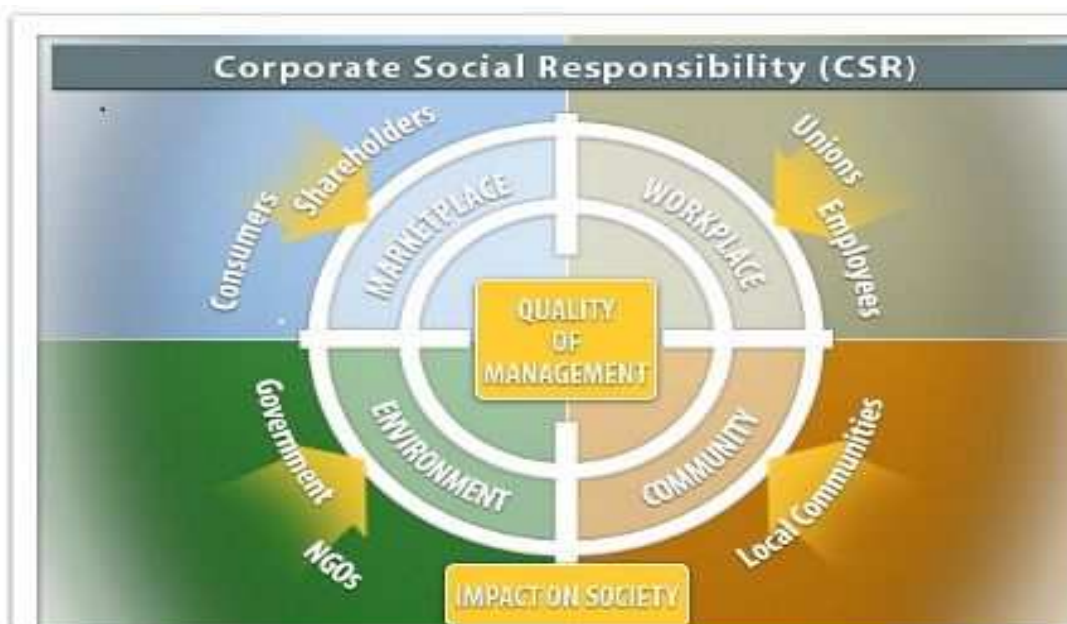 Corporate Social Responsibility (CSR)
Consumers
Shareholders
MARKETPLACE
WORKPLACE
Unions
Employees
QUALITY
OF
MANAGEMENT
Government
NGOs
ENVIRONMENT
COMMUNITY
Local Communities
IMPACT ON SOCIETY